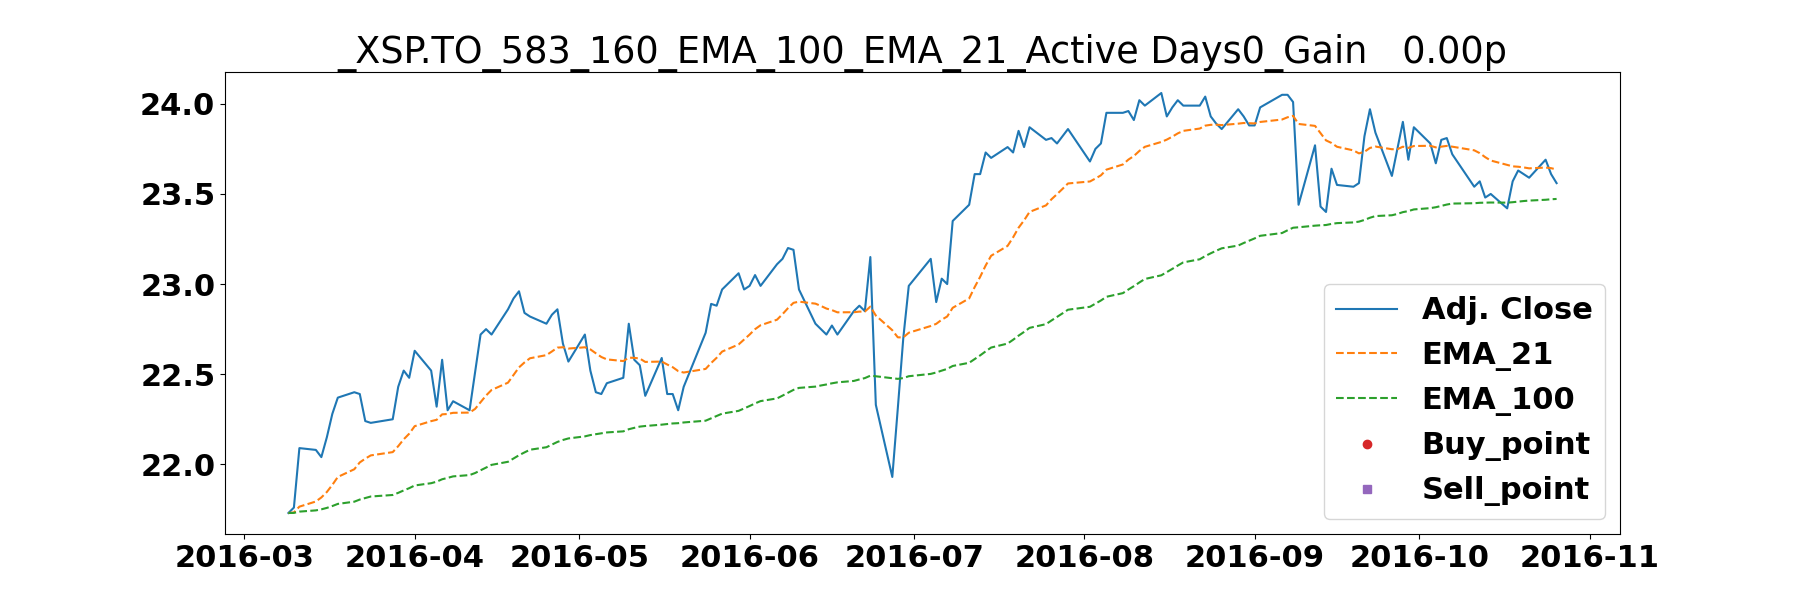 _XSP.TO_583_160_EMA_100_EMA_21_Active Days0_Gain   0.00p
24.0
23.5
23.0
22.5
22.0
Adj. Close
EMA_21
EMA_100
Buy_point
Sell_point
2016-03 2016-04 2016-05 2016-06 2016-07 2016-08 2016-09 2016-10 2016-11